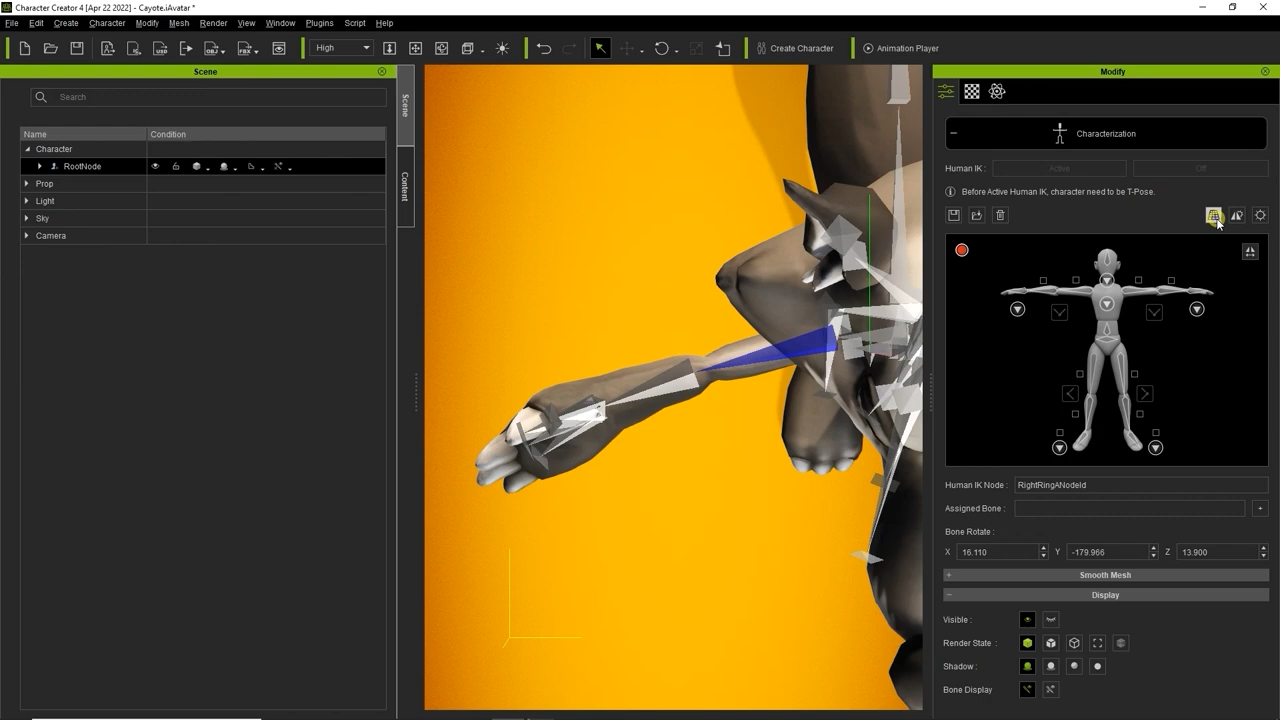 Character Creator 4 [Apr 22 2022] - Cayote.iAvatar *
File Edit Create Character Modify Mesh Render View Window Plugins Script Help
High Create Character Animation Player
Scene
Search
Name Condition
Character
RootNode
Prop
Light
Sky
Camera
Scene
Content
Modify
Characterization
Human IK : Active Off
Before Active Human IK, character need to be T-Pose.
Human IK Node : RightRingANodeId
Assigned Bone :
Bone Rotate :
X 16.110 Y -179.966 Z 13.900
Smooth Mesh
Display
Visible :
Render State :
Shadow :
Bone Display